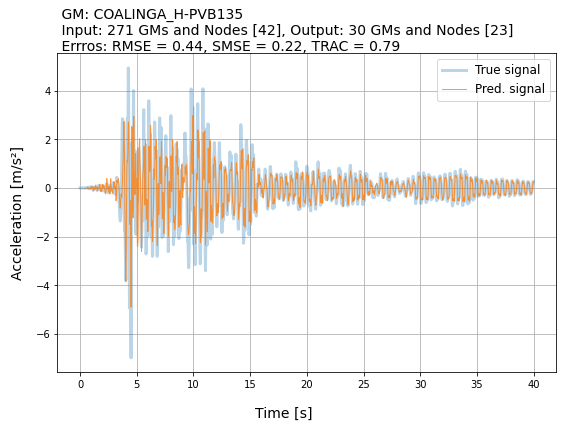 GM: COALINGA_H-PVB135
Input: 271 GMs and Nodes [42], Output: 30 GMs and Nodes [23]
Errros: RMSE = 0.44, SMSE = 0.22, TRAC = 0.79
True signal
Pred. signal
4
2
0
−2
−4
−6
Acceleration [m/s²]
0 5 10 15 20 25 30 35 40
Time [s]